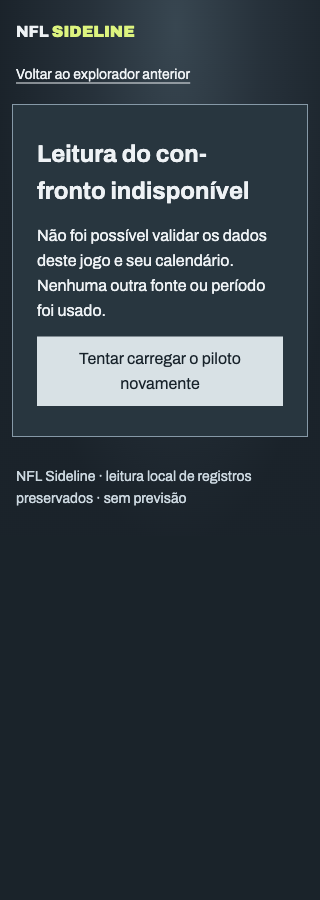 NFL SIDELINE
Voltar ao explorador anterior
Leitura do con-
fronto indisponível
Não foi possível validar os dados
deste jogo e seu calendário.
Nenhuma outra fonte ou período
foi usado.
Tentar carregar o piloto
novamente
NFL Sideline · leitura local de registros
preservados · sem previsão